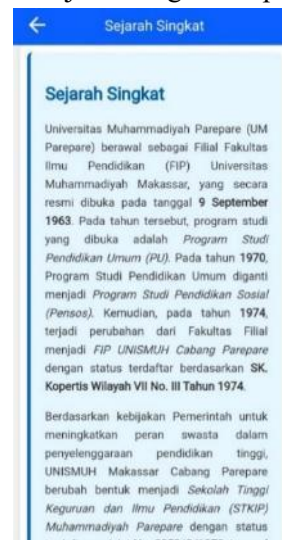 Sejarah Singkat
Sejarah Singkat
Universitas Muhammadiyah Parepare (UM
Parepare) berawal sebagai Filial Fakultas
Ilmu Pendidikan (FIP) Universitas
Muhammadiyah Makassar, yang secara
resmi dibuka pada tanggal 9 September
1963. Pada tahun tersebut, program studi
yang dibuka adalah Program Studi
Pendidikan Umum (PU). Pada tahun 1970,
Program Studi Pendidikan Umum diganti
menjadi Program Studi Pendidikan Sosial
(Pensos). Kemudian, pada tahun 1974,
terjadi perubahan dari Fakultas Filial
menjadi FIP UNISMUH Cabang Parepare
dengan status terdaftar berdasarkan SK.
Kopertis Wilayah VII No. III Tahun 1974.
Berdasarkan kebijakan Pemerintah untuk
meningkatkan peran swasta dalam
penyelenggaraan pendidikan tinggi,
UNISMUH Makassar Cabang Parepare
berubah bentuk menjadi Sekolah Tinggi
Keguruan dan Ilmu Pendidikan (STKIP)
Muhammadiyah Parepare dengan status